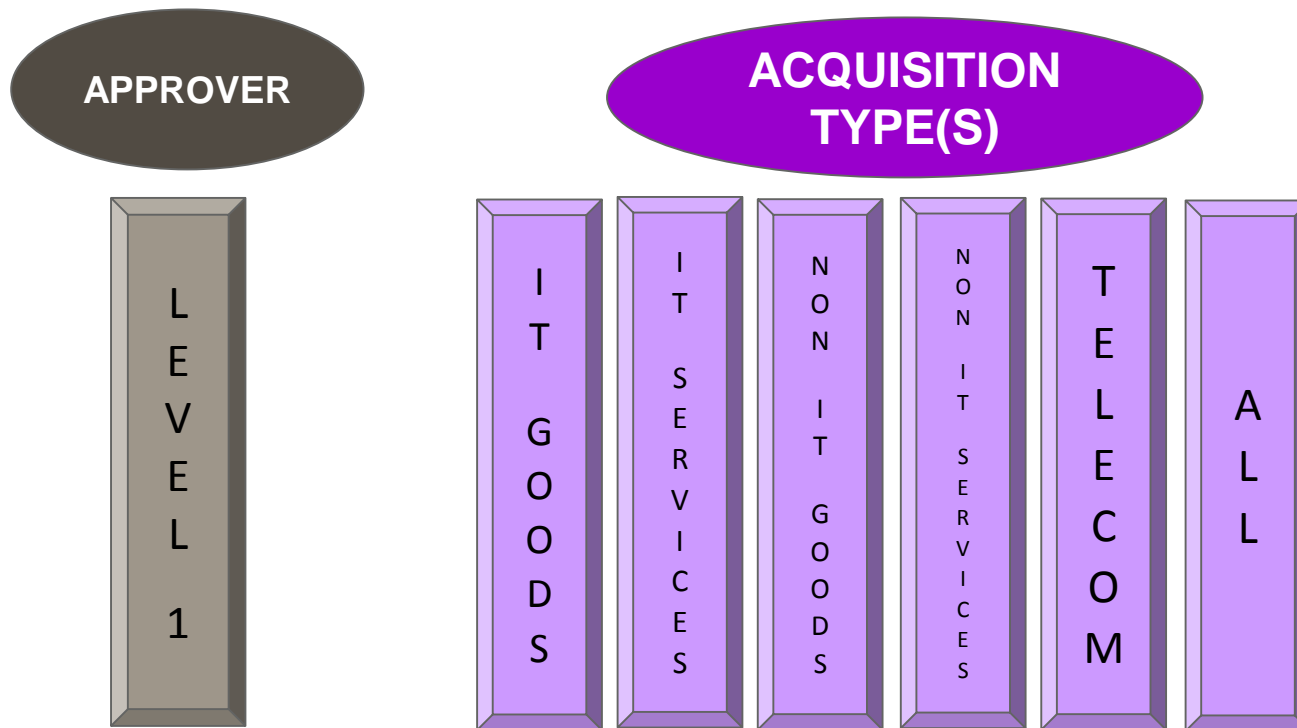 APPROVER
ACQUISITION
TYPE(S)
LEVEL 1
IT GOODS
IT SERVICES
NON IT GOODS
NON IT SERVICES
TELECOM
ALL